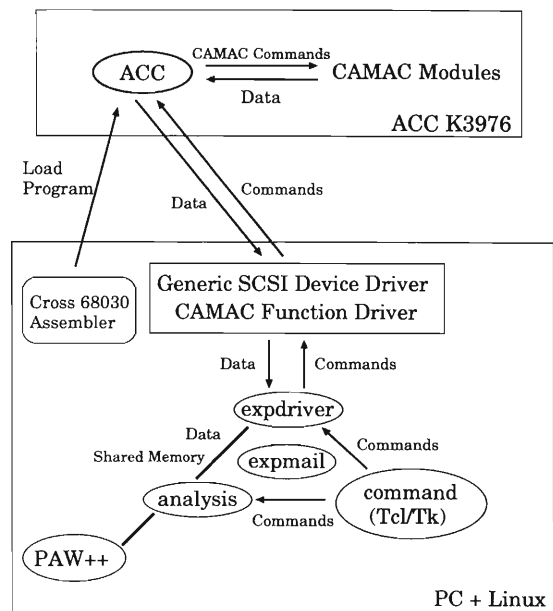 CAMAC Commands
ACC
CAMAC Modules
Data
ACC K3976
Load
Program
Data
Commands
Cross 68030
Assembler
Generic SCSI Device Driver
CAMAC Function Driver
Data
Commands
expdriver
Data
Commands
Shared Memory
expmail
analysis
Commands
command
(Tcl/Tk)
PAW++
PC + Linux